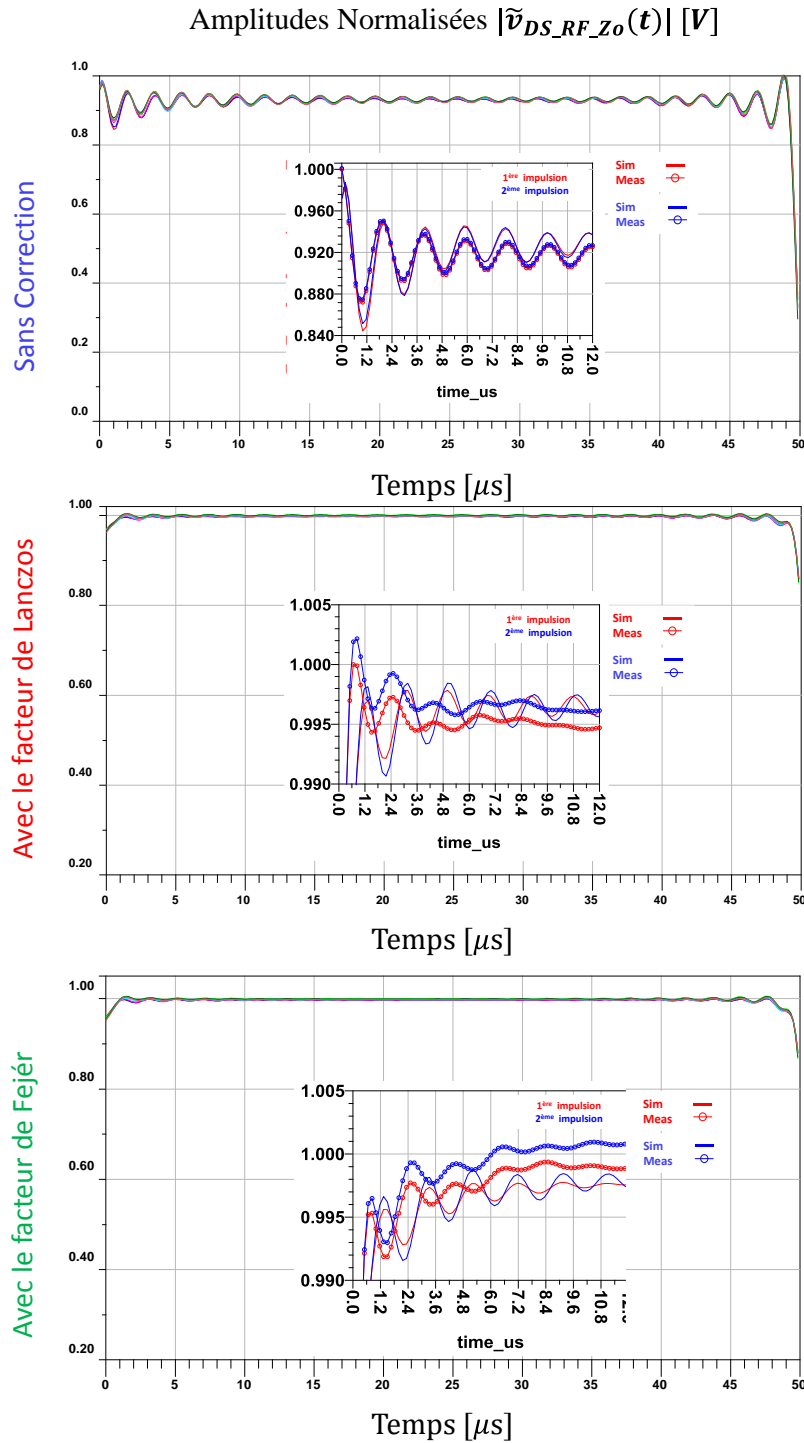 Amplitudes Normalisées |ṽ_DS_RF_Zo(t)| [V]
Sans Correction
1.0
0.8
0.6
0.4
0.2
0.0
0 5 10 15 20 25 30 35 40 45 50
Temps [μs]
1.000
0.960
0.920
0.880
0.840
0.0 1.2 2.4 3.6 4.8 6.0 7.2 8.4 9.6 10.8 12.0
time_us
1ère impulsion
2ème impulsion
Sim
Meas
Sim
Meas
Avec le facteur de Lanczos
1.00
0.80
0.60
0.40
0.20
0 5 10 15 20 25 30 35 40 45 50
Temps [μs]
1.005
1.000
0.995
0.990
0.0 1.2 2.4 3.6 4.8 6.0 7.2 8.4 9.6 10.8 12.0
time_us
1ère impulsion
2ème impulsion
Sim
Meas
Sim
Meas
Avec le facteur de Fejér
1.00
0.80
0.60
0.40
0.20
0 5 10 15 20 25 30 35 40 45 50
Temps [μs]
1.005
1.000
0.995
0.990
0.0 1.2 2.4 3.6 4.8 6.0 7.2 8.4 9.6 10.8
time_us
1ère impulsion
2ème impulsion
Sim
Meas
Sim
Meas